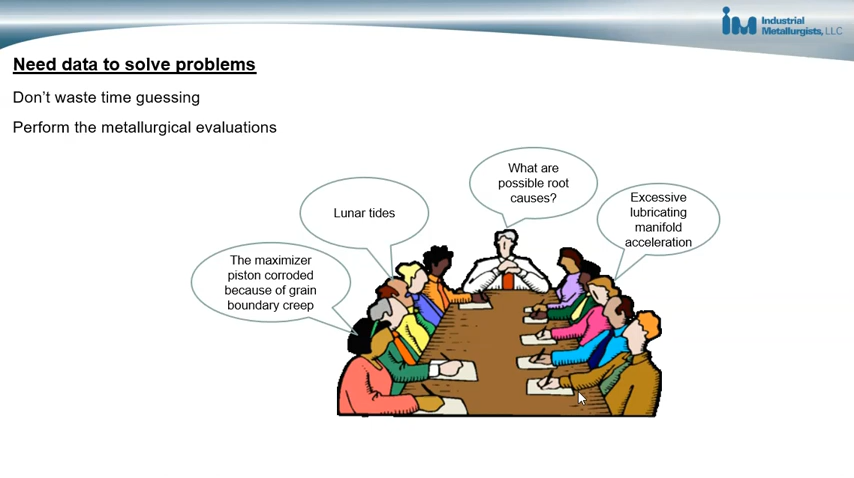 Industrial
Metallurgists, LLC
Need data to solve problems
Don't waste time guessing
Perform the metallurgical evaluations
What are
possible root
causes?
Lunar tides
Excessive
lubricating
manifold
acceleration
The maximizer
piston corroded
because of grain
boundary creep